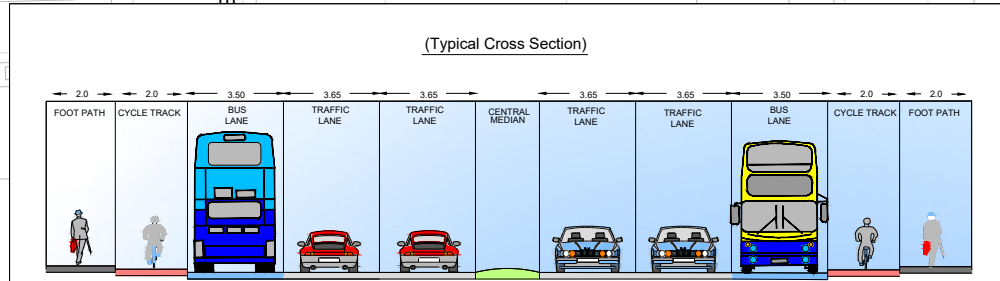 (Typical Cross Section)
2.0 2.0 3.50 3.65 3.65 3.65 3.65 3.50 2.0 2.0
FOOT PATH
CYCLE TRACK
BUS
LANE
TRAFFIC
LANE
TRAFFIC
LANE
CENTRAL
MEDIAN
TRAFFIC
LANE
TRAFFIC
LANE
BUS
LANE
CYCLE TRACK
FOOT PATH